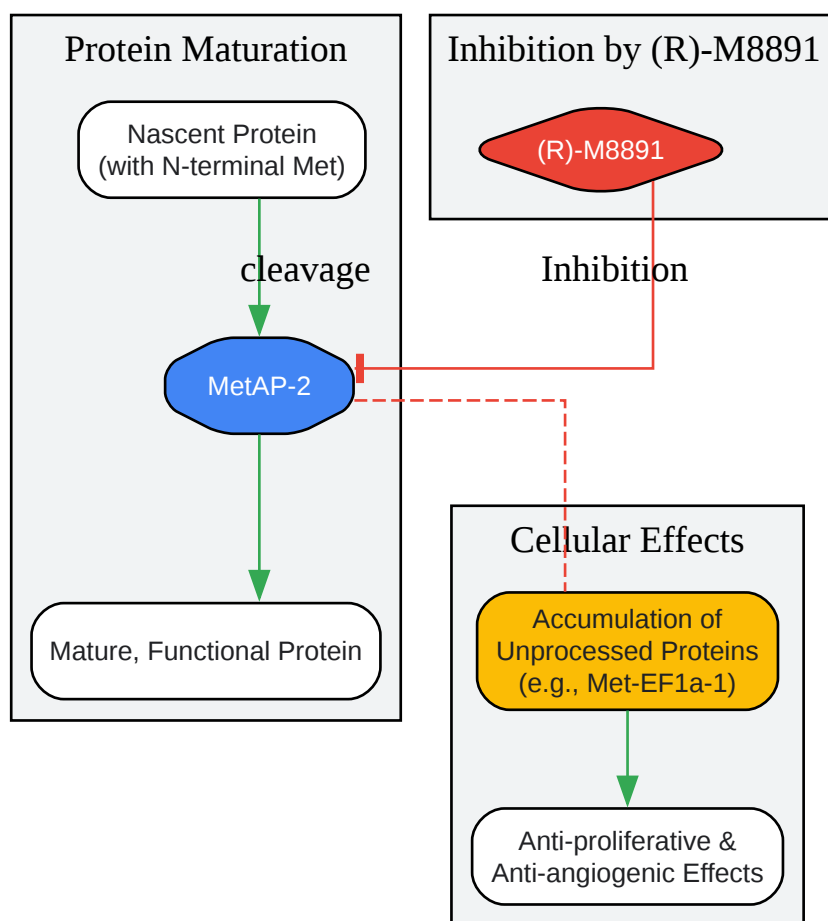 Protein Maturation
Nascent Protein
(with N-terminal Met)
cleavage
MetAP-2
Mature, Functional Protein
Inhibition by (R)-M8891
(R)-M8891
Inhibition
Cellular Effects
Accumulation of
Unprocessed Proteins
(e.g., Met-EF1a-1)
Anti-proliferative &
Anti-angiogenic Effects